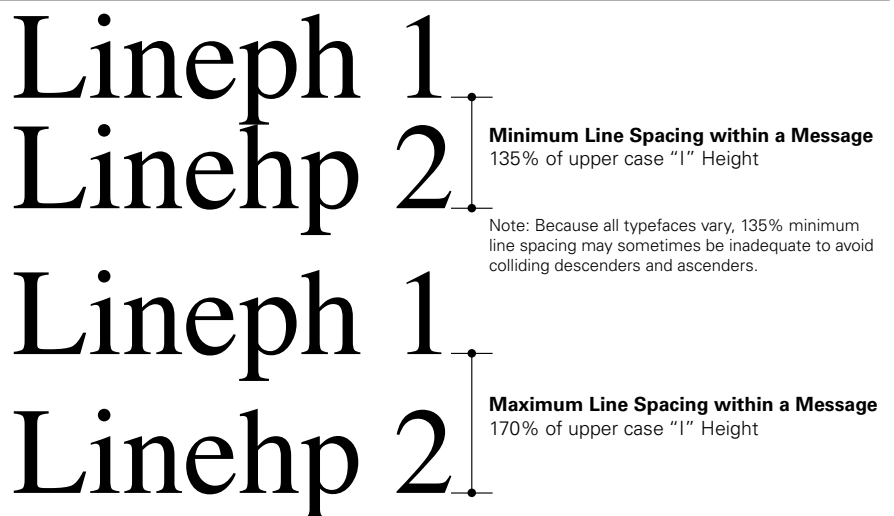 Lineph 1
Linehp 2
Minimum Line Spacing within a Message
135% of upper case “I” Height
Note: Because all typefaces vary, 135% minimum
line spacing may sometimes be inadequate to avoid
colliding descenders and ascenders.
Lineph 1
Linehp 2
Maximum Line Spacing within a Message
170% of upper case “I” Height